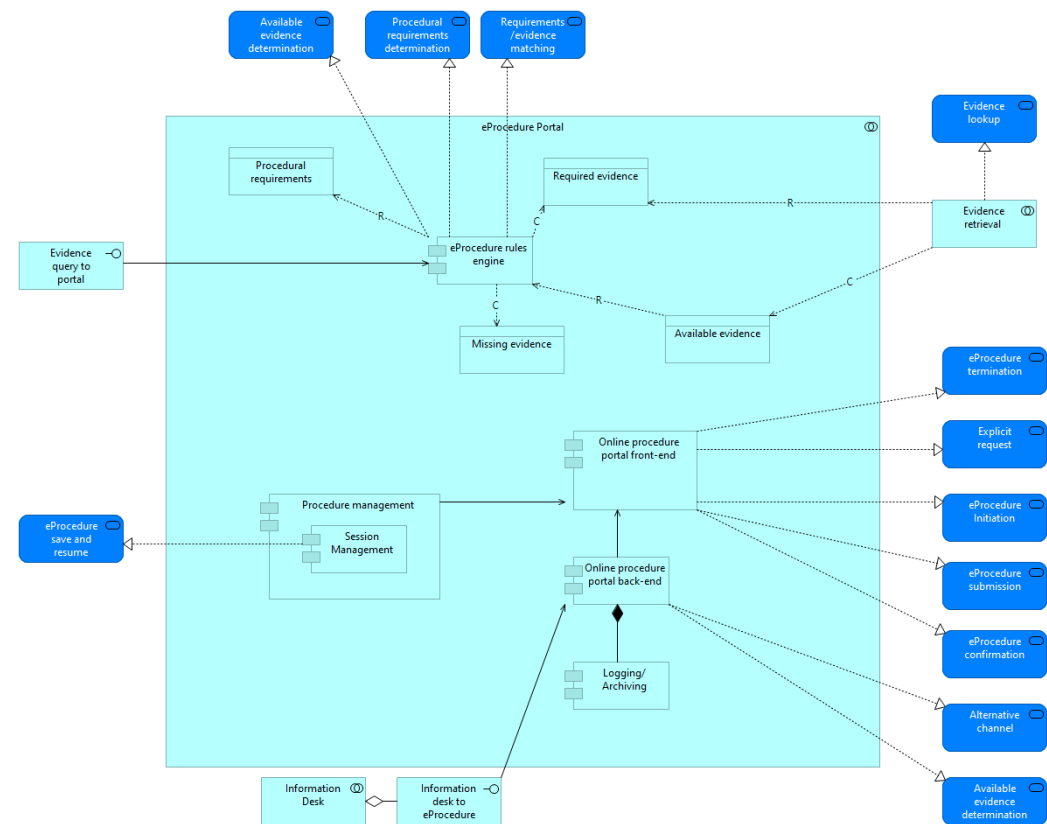 Available
evidence
determination
Procedural
requirements
determination
Requirements
/evidence
matching
Evidence
lookup
eProcedure Portal
Procedural
requirements
Required evidence
R
R
Evidence
retrieval
C
Evidence
query to
portal
eProcedure rules
engine
C
R
C
Missing evidence
Available evidence
eProcedure
termination
Online procedure
portal front-end
Explicit
request
Procedure management
eProcedure
Initiation
eProcedure
save and
resume
Session
Management
Online procedure
portal back-end
eProcedure
submission
eProcedure
confirmation
Logging/
Archiving
Alternative
channel
Information
Desk
Information
desk to
eProcedure
Available
evidence
determination